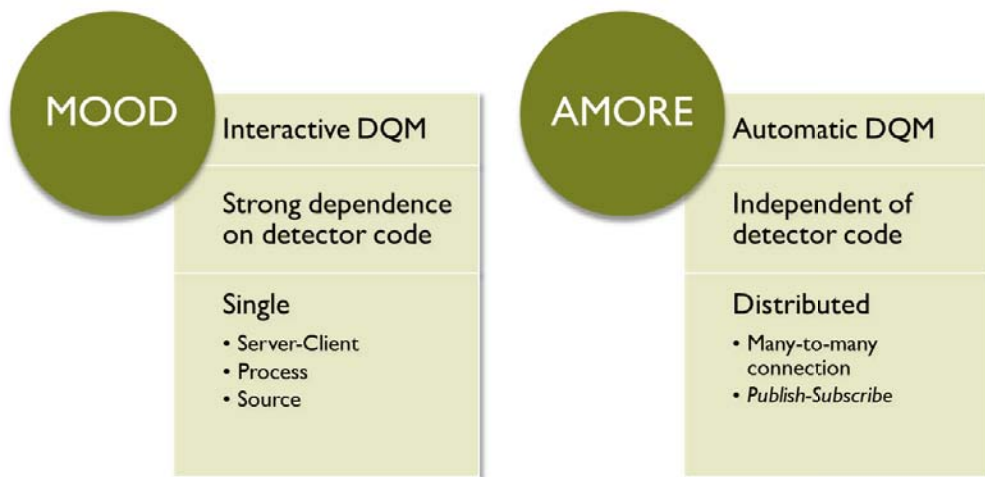 MOOD
Interactive DQM
Strong dependence
on detector code
Single
• Server-Client
• Process
• Source
AMORE
Automatic DQM
Independent of
detector code
Distributed
• Many-to-many
connection
• Publish-Subscribe